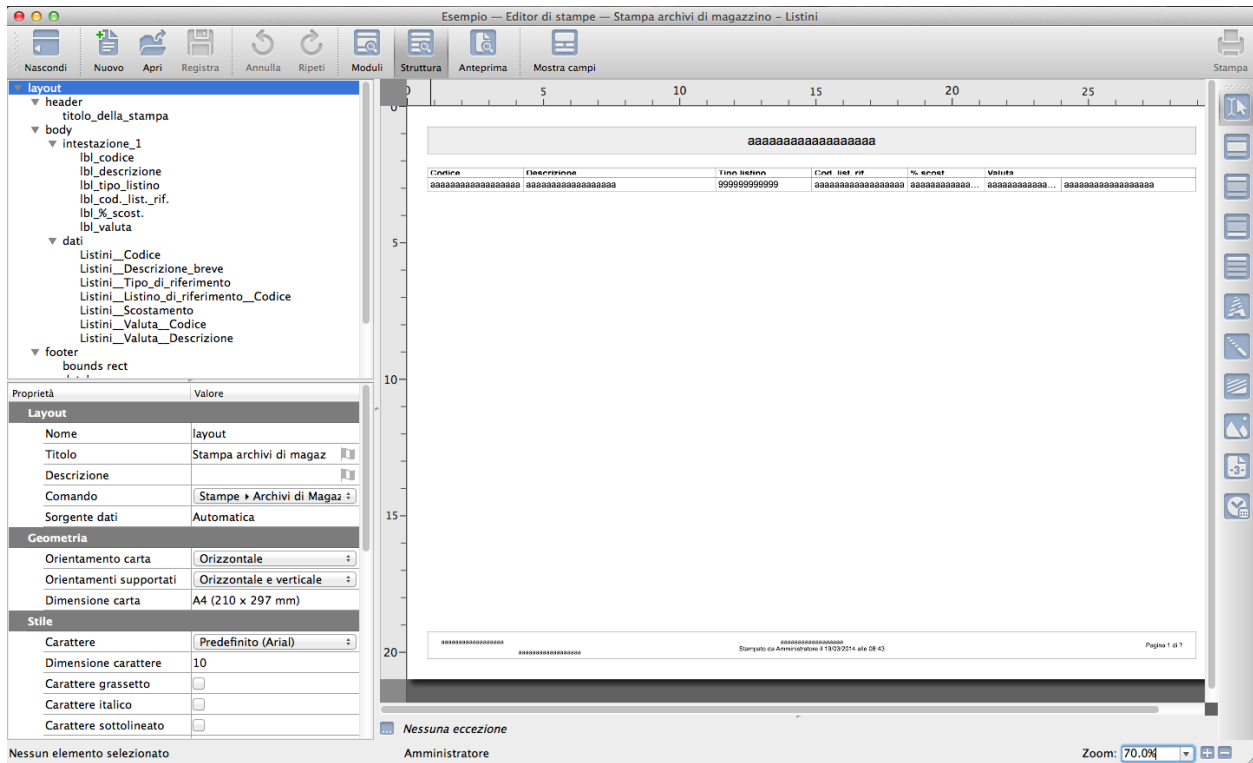 Esempo — Editor di stampe — Stampa archivi di magazzino – Listini
Nascondi Nuovo Apri Registra Annulla Ripeti Moduli Struttura Anteprima Mostra campi Stampa
layout
header
titolo_della_stampa
body
intestazione_1
lbl_codice
lbl_descrizione
lbl_tipo_listino
lbl_cod._list._rif.
lbl_%_scost.
lbl_valuta
dati
Listini__Codice
Listini__Descrizione_breve
Listini__Tipo_di_riferimento
Listini__Listino_di_riferimento__Codice
Listini__Scostamento
Listini__Valuta__Codice
Listini__Valuta__Descrizione
footer
bounds rect
Proprietà Valore
Layout
Nome layout
Titolo Stampa archivi di magaz
Descrizione
Comando Stampe ▸ Archivi di Magaz
Sorgente dati Automatica
Geometria
Orientamento carta Orizzontale
Orientamenti supportati Orizzontale e verticale
Dimensione carta A4 (210 x 297 mm)
Stile
Carattere Predefinito (Arial)
Dimensione carattere 10
Carattere grassetto
Carattere italico
Carattere sottolineato
0 5 10 15 20 25
0
5
10
15
20
aaaaaaaaaaaaaaaaaa
Codice Descrizione Tipo listino Cod. list. rif. % scost. Valuta
aaaaaaaaaaaaaaaaaa aaaaaaaaaaaaaaaaaa 999999999999 aaaaaaaaaaaaaaaaaa aaaaaaaaaaaa... aaaaaaaaaaaa... aaaaaaaaaaaaaaaaaa
aaaaaaaaaaaaaaaaaa aaaaaaaaaaaaaaaaaa
aaaaaaaaaaaaaaaaaa Stampato da Amministratore il 19/03/2014 alle 08:43 Pagina 1 di ?
-3-
Nessuna eccezione
Nessun elemento selezionato Amministratore Zoom: 70.0%